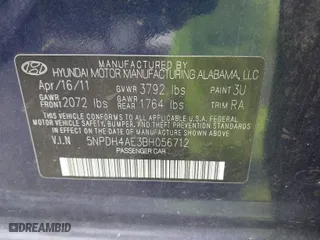 MANUFACTURED BY
HYUNDAI MOTOR MANUFACTURING ALABAMA, LLC
Apr/16/11 GVWR 3792 lbs PAINT 3U
GAWR FRONT 2072 lbs GAWR REAR 1764 lbs TRIM RA
THIS VEHICLE CONFORMS TO ALL APPLICABLE
U.S. FEDERAL MOTOR VEHICLE SAFETY, BUMPER,
AND THEFT PREVENTION STANDARDS IN EFFECT
ON THE DATE OF MANUFACTURE SHOWN ABOVE.
V.I.N 5NPDH4AE3BH056712
PASSENGER CAR